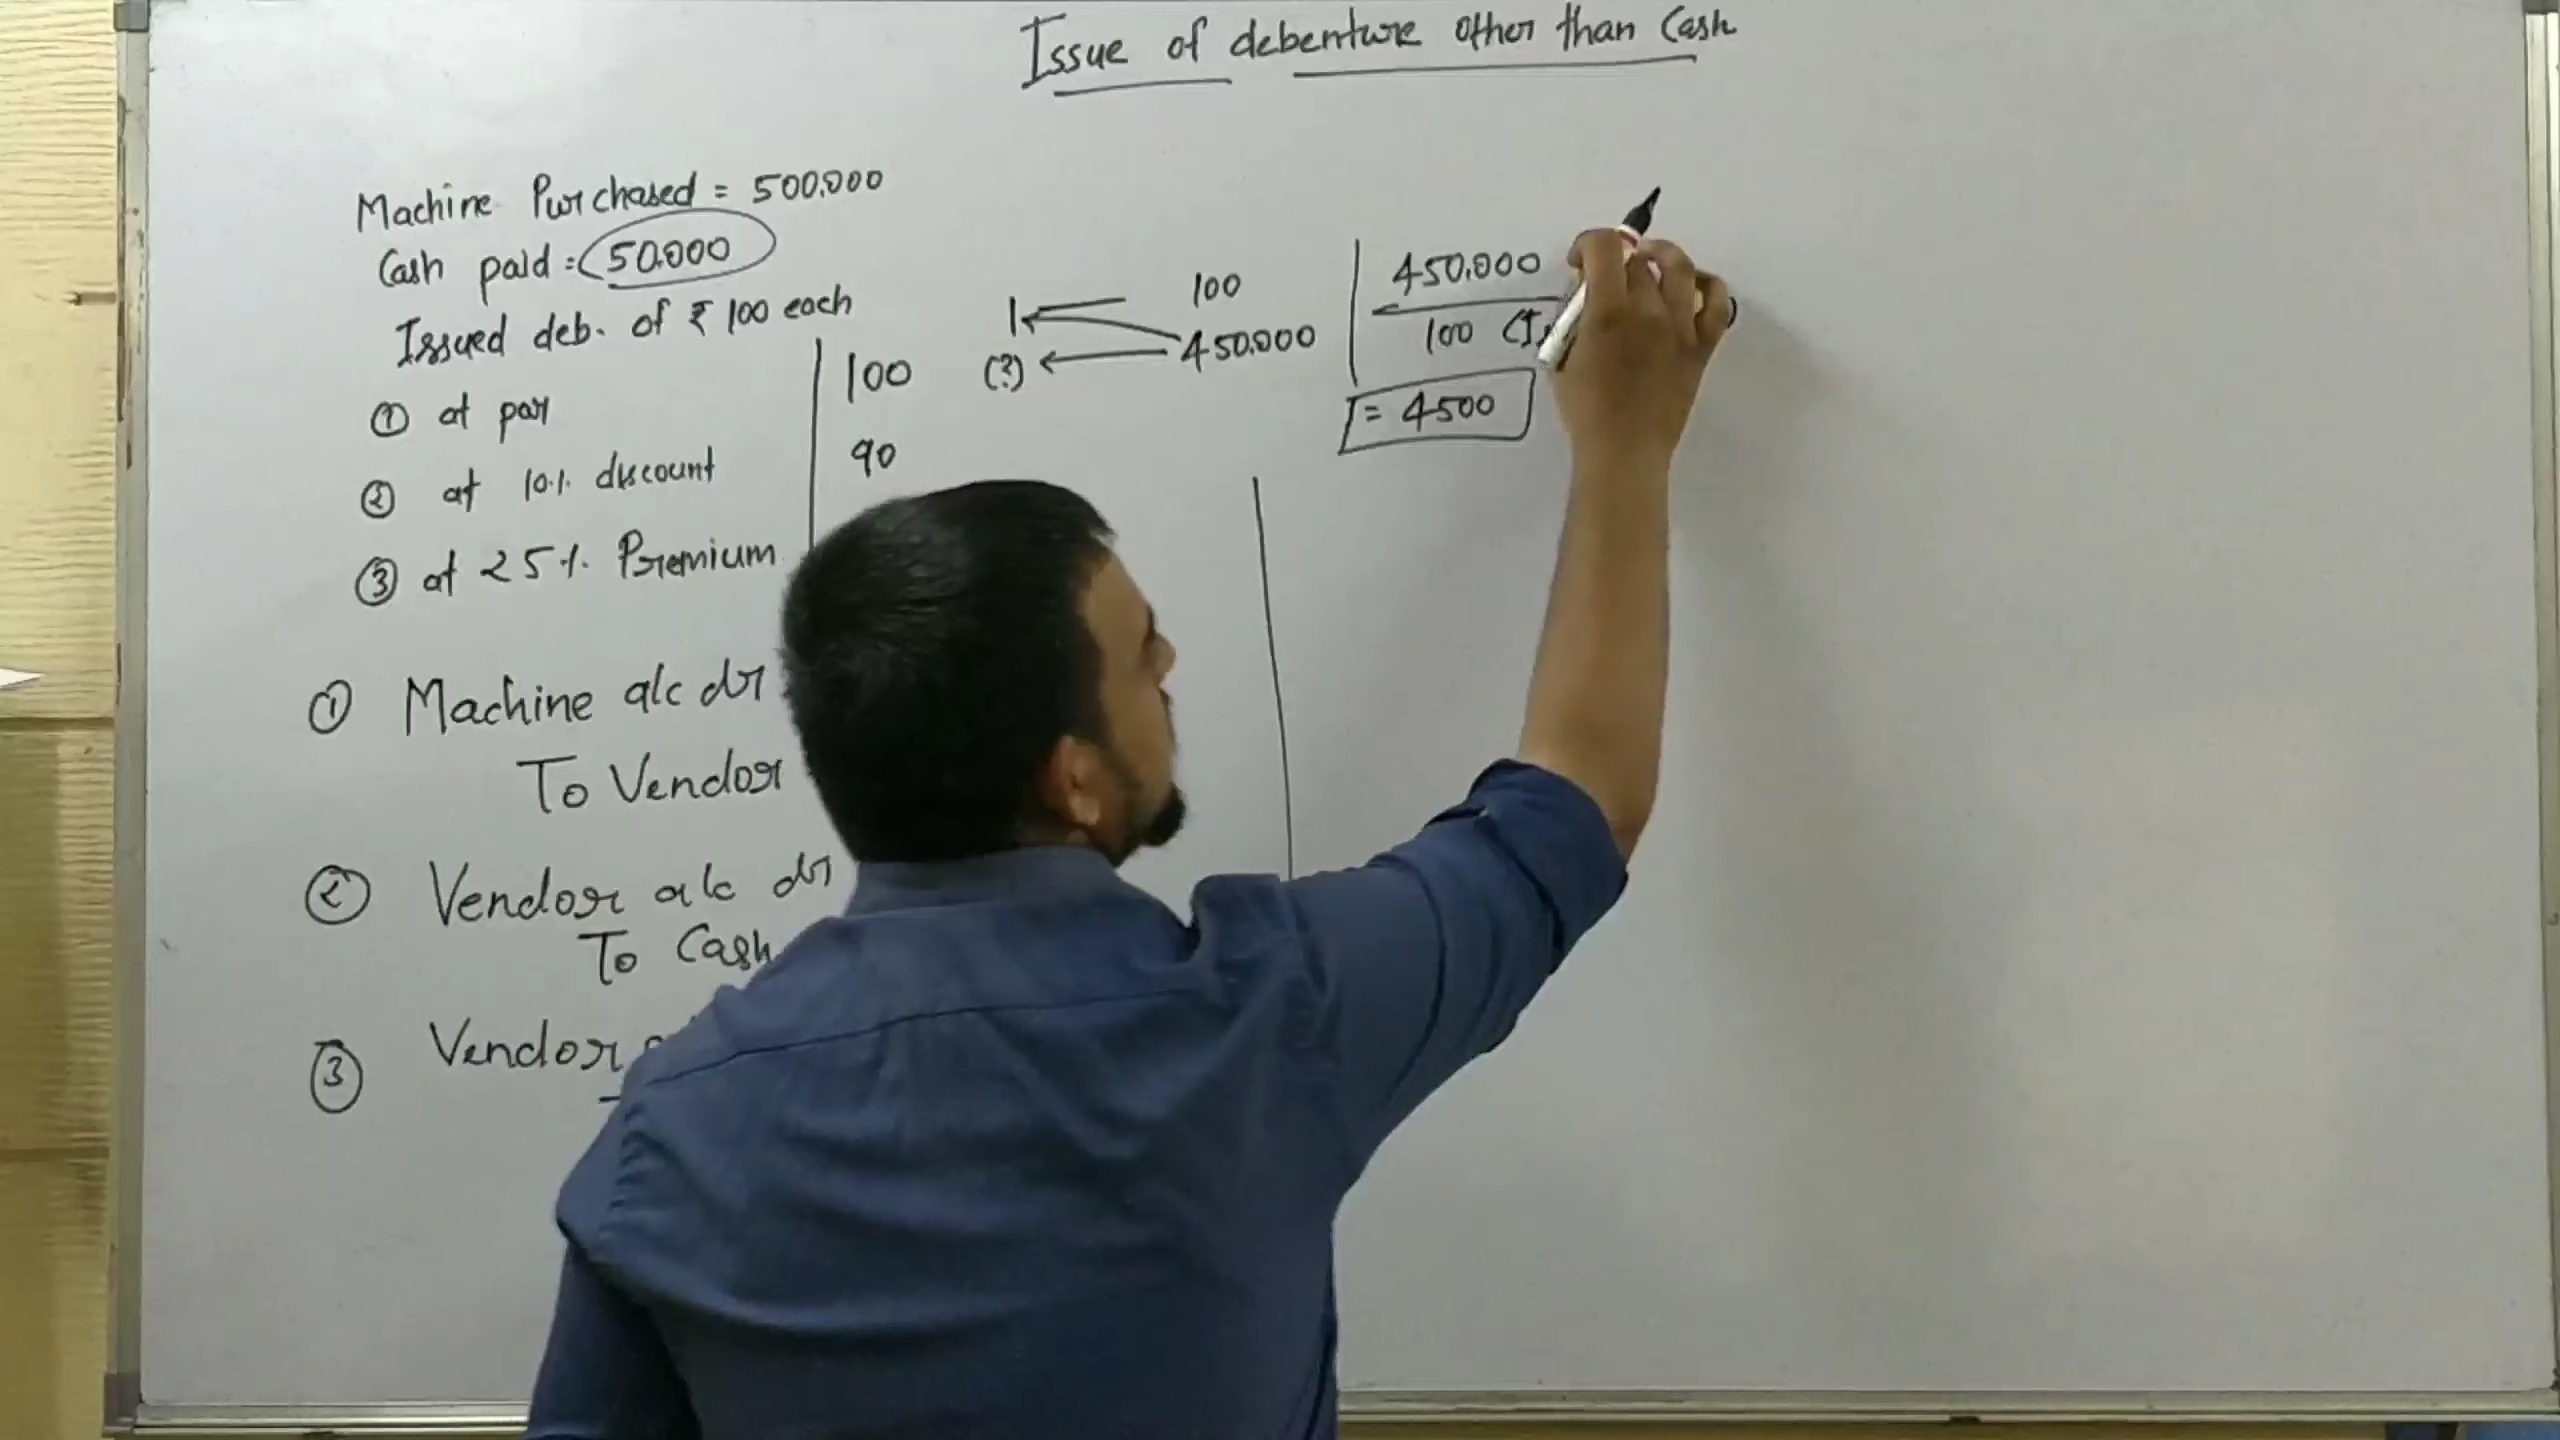 Issue of debenture other than Cash
Machine Purchased = 500,000
Cash paid = 50,000
Issued deb. of ₹ 100 each
① at par
② at 10% discount
③ at 25% Premium
100
90
1 100
(?) 450,000
450,000
100
= 4500
① Machine a/c dr
To Vendor
② Vendor a/c dr
To Cash
③ Vendor